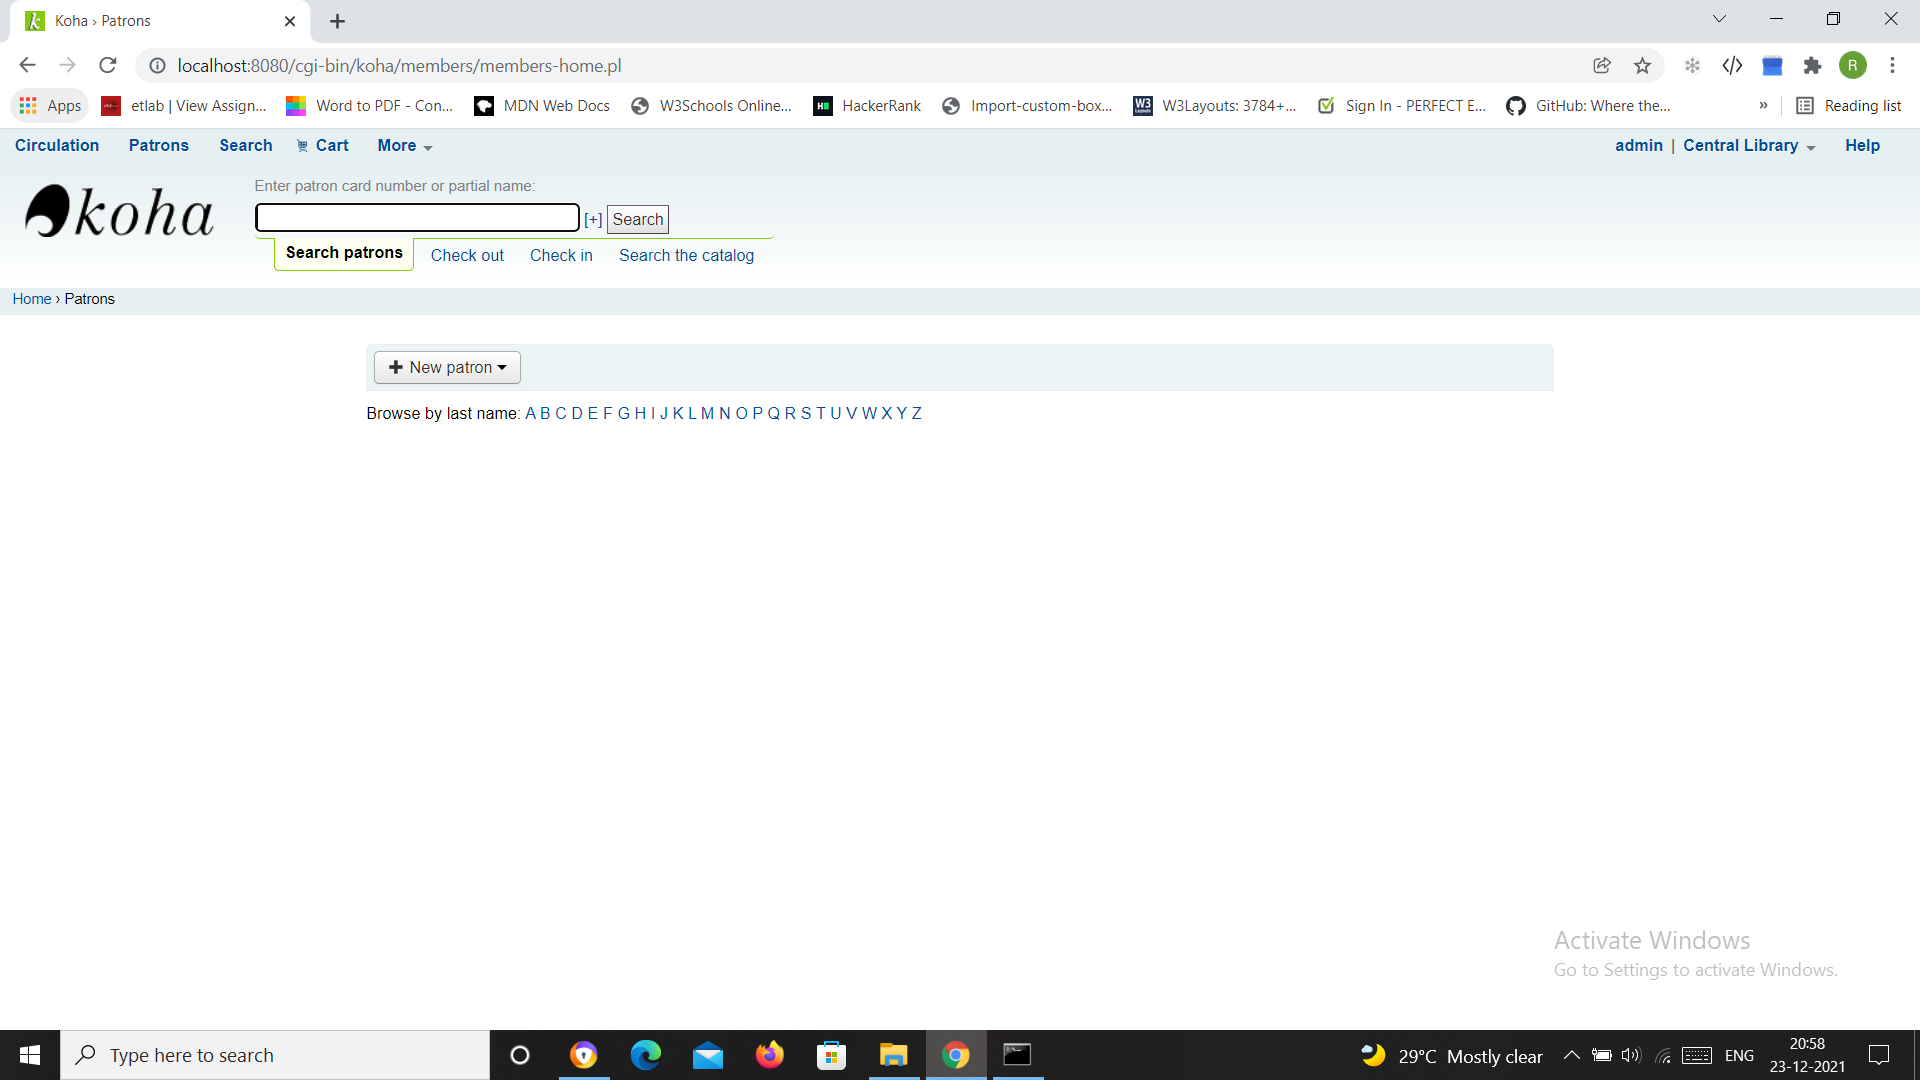 Koha › Patrons
localhost:8080/cgi-bin/koha/members/members-home.pl
R
Apps
etlab | View Assign...
Word to PDF - Con...
MDN Web Docs
W3Schools Online...
HackerRank
Import-custom-box...
W3Layouts: 3784+...
Sign In - PERFECT E...
GitHub: Where the...
»
Reading list
Circulation
Patrons
Search
Cart
More
admin | Central Library
Help
koha
Enter patron card number or partial name:
[+] Search
Search patrons
Check out
Check in
Search the catalog
Home › Patrons
+ New patron
Browse by last name: A B C D E F G H I J K L M N O P Q R S T U V W X Y Z
Activate Windows
Go to Settings to activate Windows.
Type here to search
29°C Mostly clear
ENG
20:58
23-12-2021